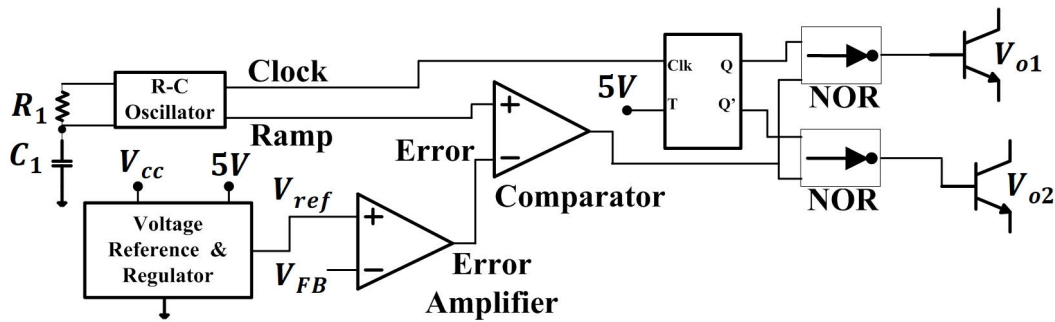 Clock
R-C
Oscillator
R1
Ramp
C1
Vcc
5V
Voltage
Reference &
Regulator
Vref
VFB
Error
Amplifier
Error
Comparator
5V
Clk
Q
T
Q'
NOR
NOR
Vo1
Vo2